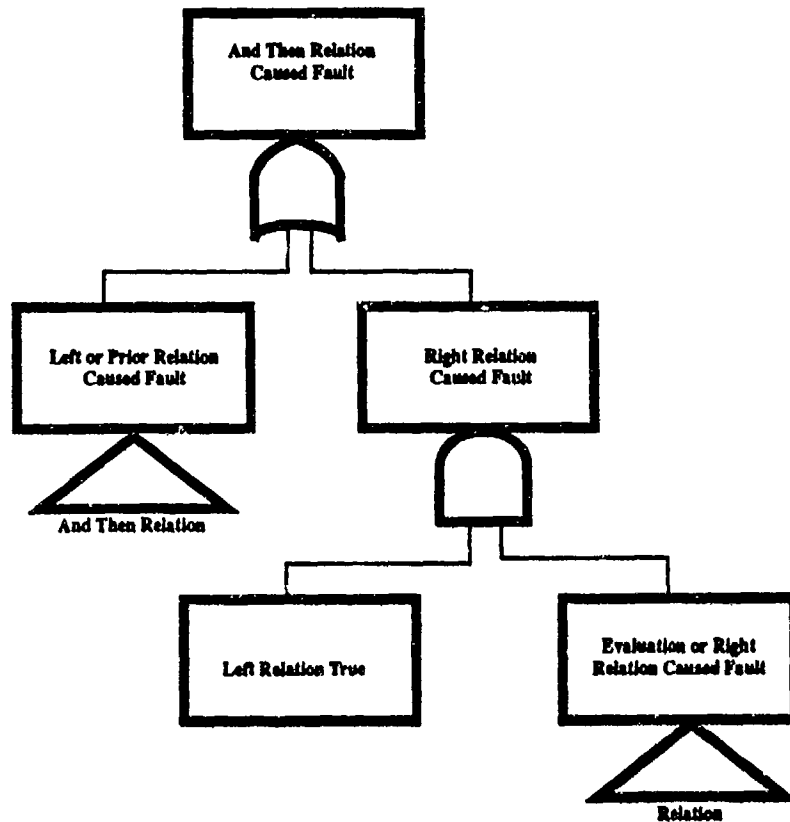 And Then Relation
Caused Fault
Left or Prior Relation
Caused Fault
Right Relation
Caused Fault
And Then Relation
Left Relation True
Evaluation or Right
Relation Caused Fault
Relation